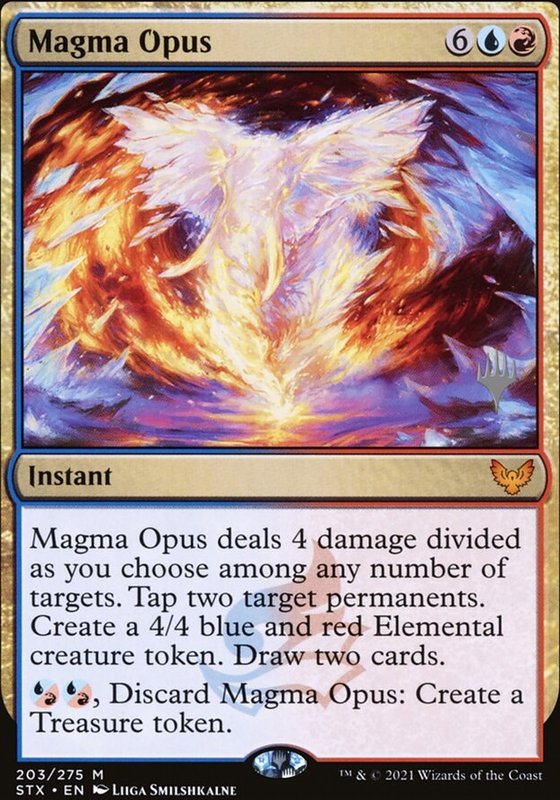 Magma Opus
6
Instant
Magma Opus deals 4 damage divided
as you choose among any number of
targets. Tap two target permanents.
Create a 4/4 blue and red Elemental
creature token. Draw two cards.
, Discard Magma Opus: Create a
Treasure token.
203/275 M
STX • EN LIIGA SMILSHKALNE
™ & © 2021 Wizards of the Coast